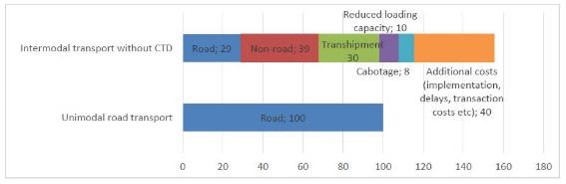 Reduced loading
capacity; 10
Intermodal transport without CTD
Road; 29
Non-road; 39
Transhipment
30
Cabotage; 8
Additional costs
(implementation,
delays, transaction
costs etc); 40
Unimodal road transport
Road; 100
0 20 40 60 80 100 120 140 160 180